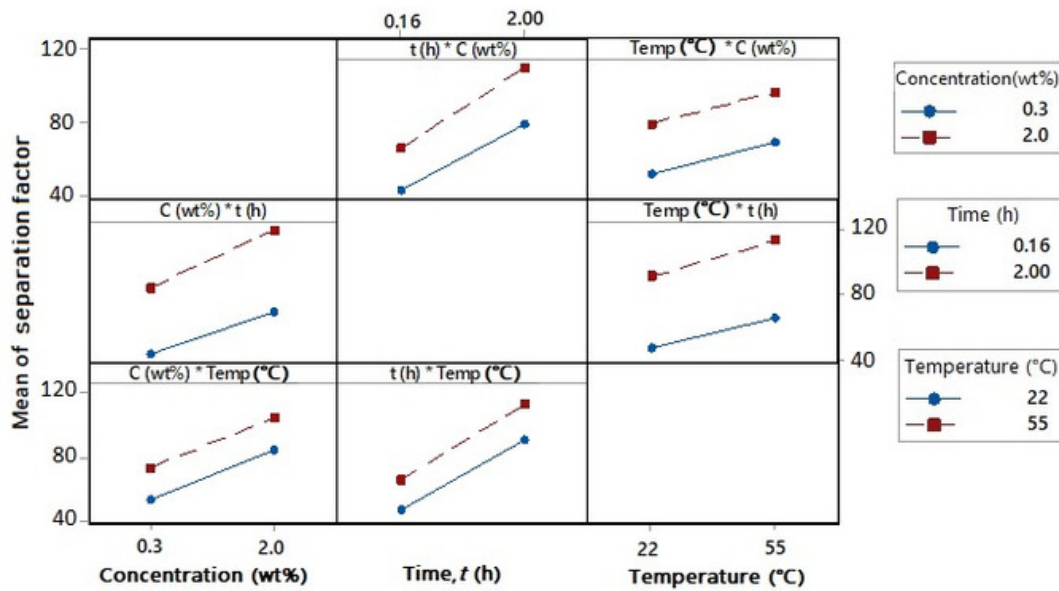 0.16 2.00
120
80
40
t (h) * C (wt%)
Temp (°C) * C (wt%)
Concentration(wt%)
0.3
2.0
C (wt%) * t (h)
Temp (°C) * t (h)
120
80
40
Time (h)
0.16
2.00
C (wt%) * Temp (°C)
t (h) * Temp (°C)
120
80
40
Temperature (°C)
22
55
Mean of separation factor
0.3 2.0
22 55
Concentration (wt%)
Time, t (h)
Temperature (°C)